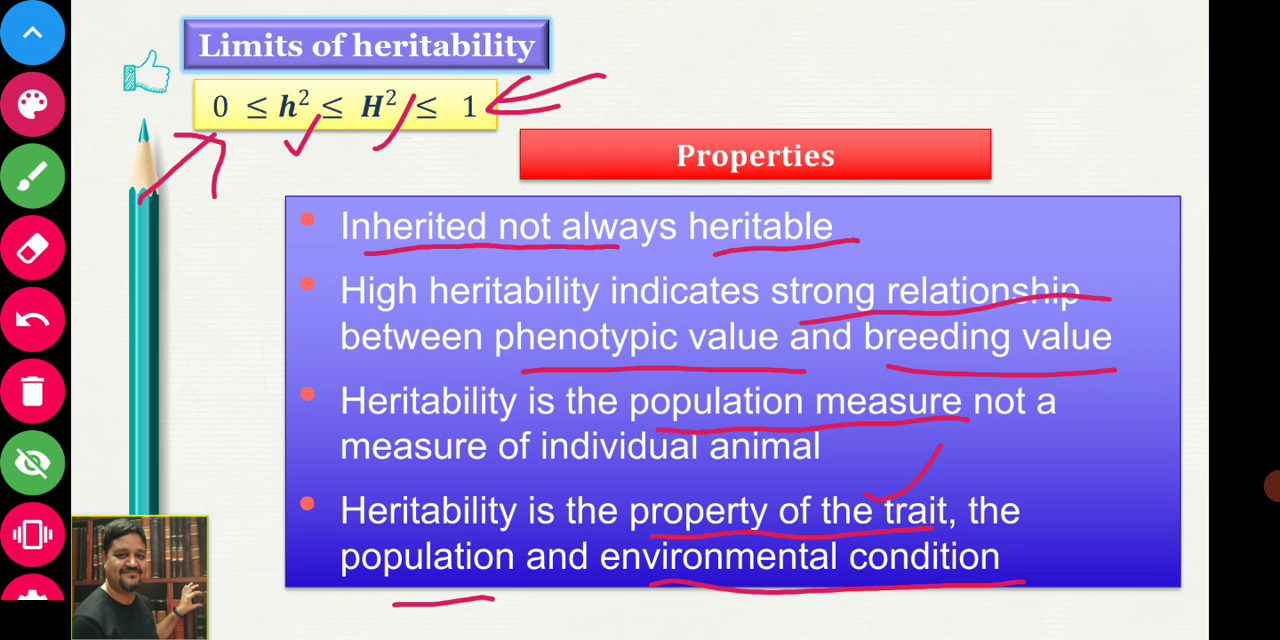 Limits of heritability
0 ≤ h² ≤ H² ≤ 1
Properties
Inherited not always heritable
High heritability indicates strong relationship
between phenotypic value and breeding value
Heritability is the population measure not a
measure of individual animal
Heritability is the property of the trait, the
population and environmental condition